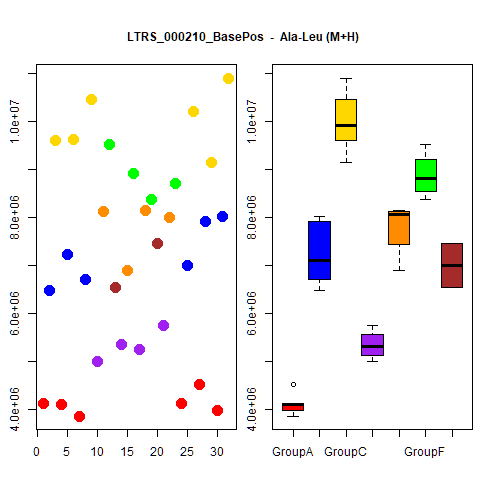 LTRS_000210_BasePos - Ala-Leu (M+H)
1.0e+07
1.0e+07
8.0e+06
8.0e+06
6.0e+06
6.0e+06
4.0e+06
4.0e+06
0 5 10 15 20 25 30
GroupA GroupC GroupF